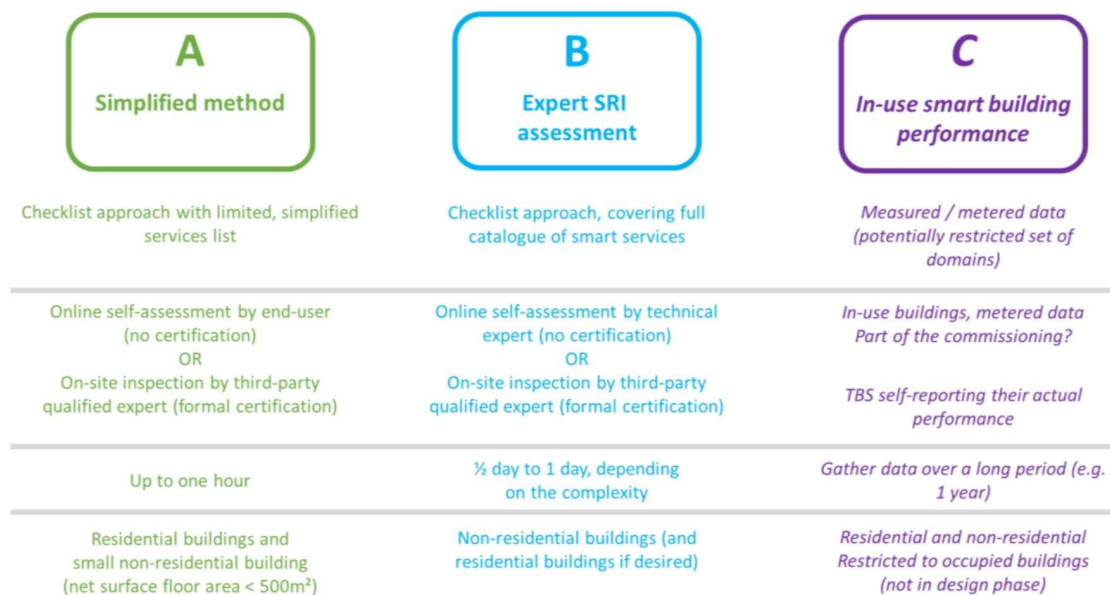 A
Simplified method
B
Expert SRI
assessment
C
In-use smart building
performance
Checklist approach with limited, simplified
services list
Checklist approach, covering full
catalogue of smart services
Measured / metered data
(potentially restricted set of
domains)
Online self-assessment by end-user
(no certification)
OR
On-site inspection by third-party
qualified expert (formal certification)
Online self-assessment by technical
expert (no certification)
OR
On-site inspection by third-party
qualified expert (formal certification)
In-use buildings, metered data
Part of the commissioning?
TBS self-reporting their actual
performance
Up to one hour
½ day to 1 day, depending
on the complexity
Gather data over a long period (e.g.
1 year)
Residential buildings and
small non-residential building
(net surface floor area < 500m²)
Non-residential buildings (and
residential buildings if desired)
Residential and non-residential
Restricted to occupied buildings
(not in design phase)